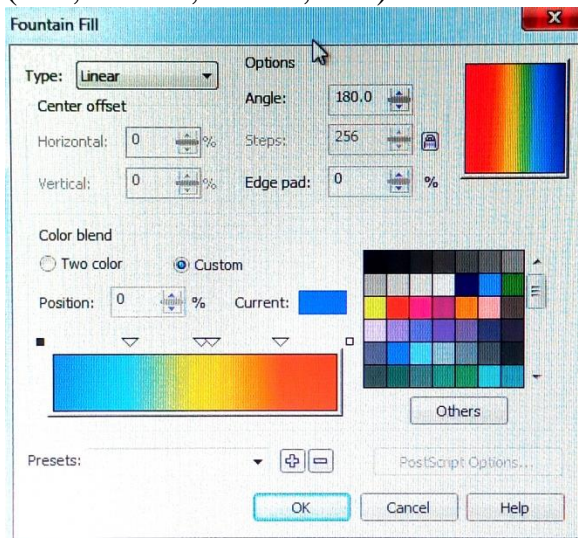 Fountain Fill
Type: Linear
Center offset
Horizontal: 0 %
Vertical: 0 %
Options
Angle: 180.0
Steps: 256
Edge pad: 0 %
Color blend
Two color
Custom
Position: 0 %
Current:
Others
Presets:
PostScript Options...
OK
Cancel
Help